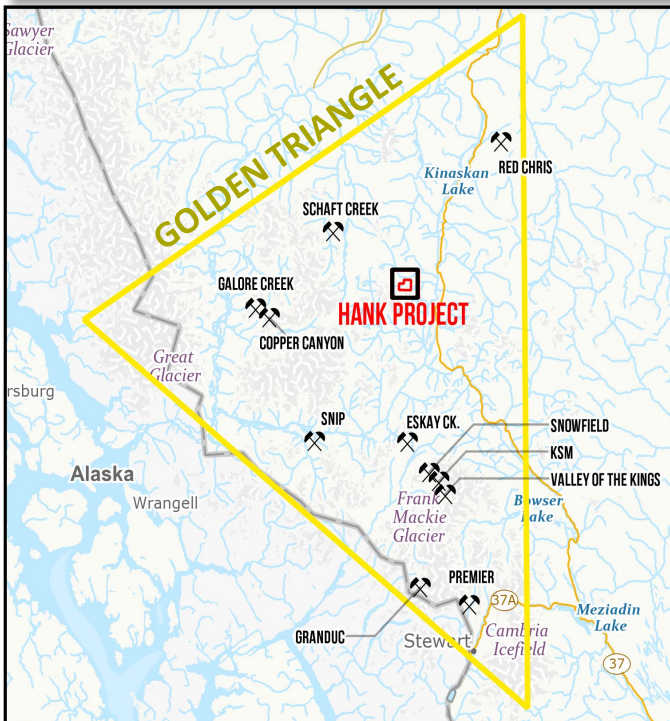 Sawyer
Glacier
GOLDEN TRIANGLE
RED CHRIS
Kinaskan
Lake
SCHAFT CREEK
GALORE CREEK
HANK PROJECT
COPPER CANYON
Great
Glacier
rsburg
SNIP
ESKAY CK.
SNOWFIELD
KSM
VALLEY OF THE KINGS
Alaska
Wrangell
Frank
Mackie
Glacier
Bowser
Lake
PREMIER
37A
Meziadin
Lake
GRANDUC
Stewart
Cambria
Icefield
37